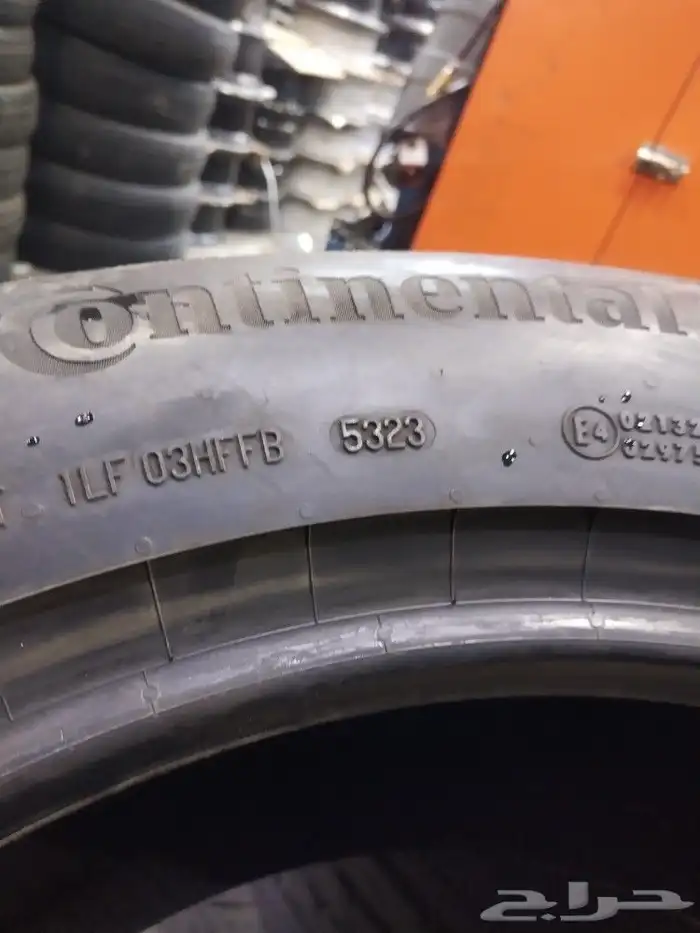 Continental
1LF 03HFFB 5323 E4
حراج